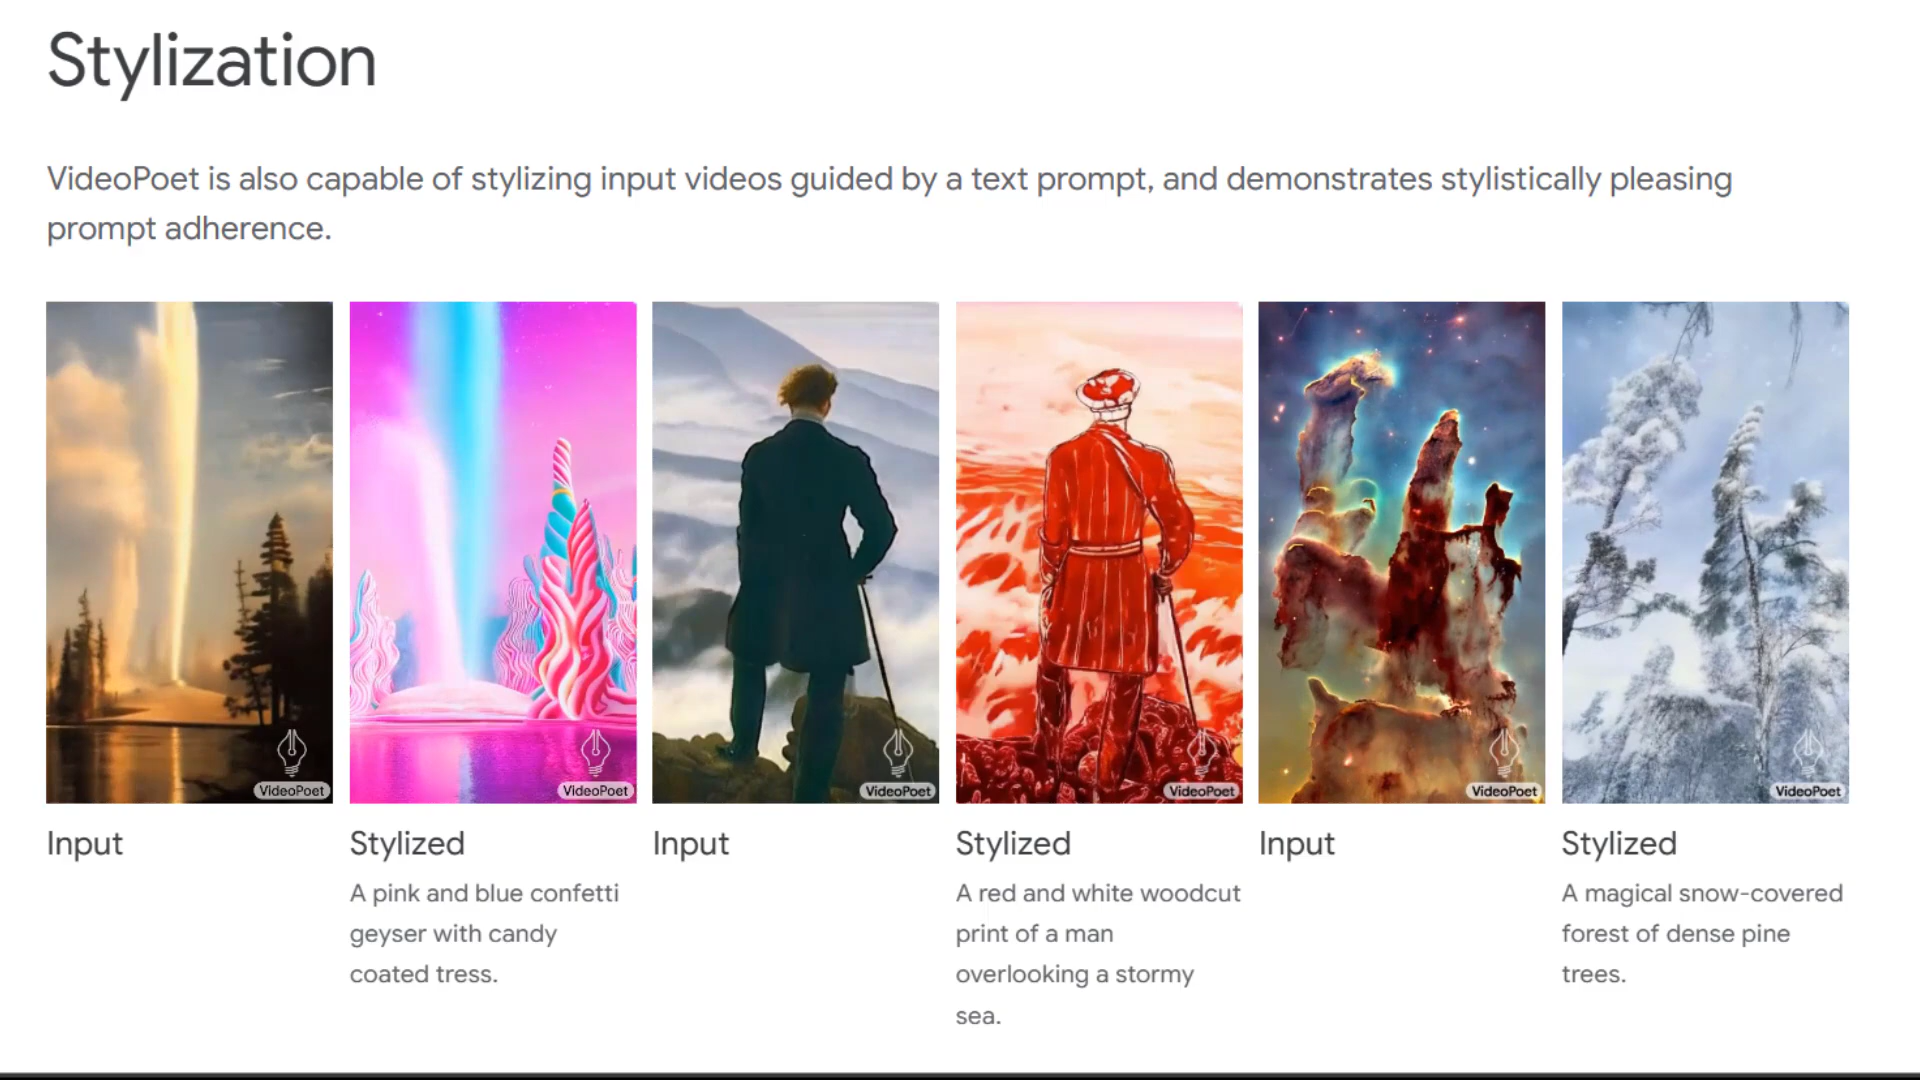 Stylization
VideoPoet is also capable of stylizing input videos guided by a text prompt, and demonstrates stylistically pleasing
prompt adherence.
VideoPoet
VideoPoet
VideoPoet
VideoPoet
VideoPoet
VideoPoet
Input
Stylized
A pink and blue confetti
geyser with candy
coated tress.
Input
Stylized
A red and white woodcut
print of a man
overlooking a stormy
sea.
Input
Stylized
A magical snow-covered
forest of dense pine
trees.